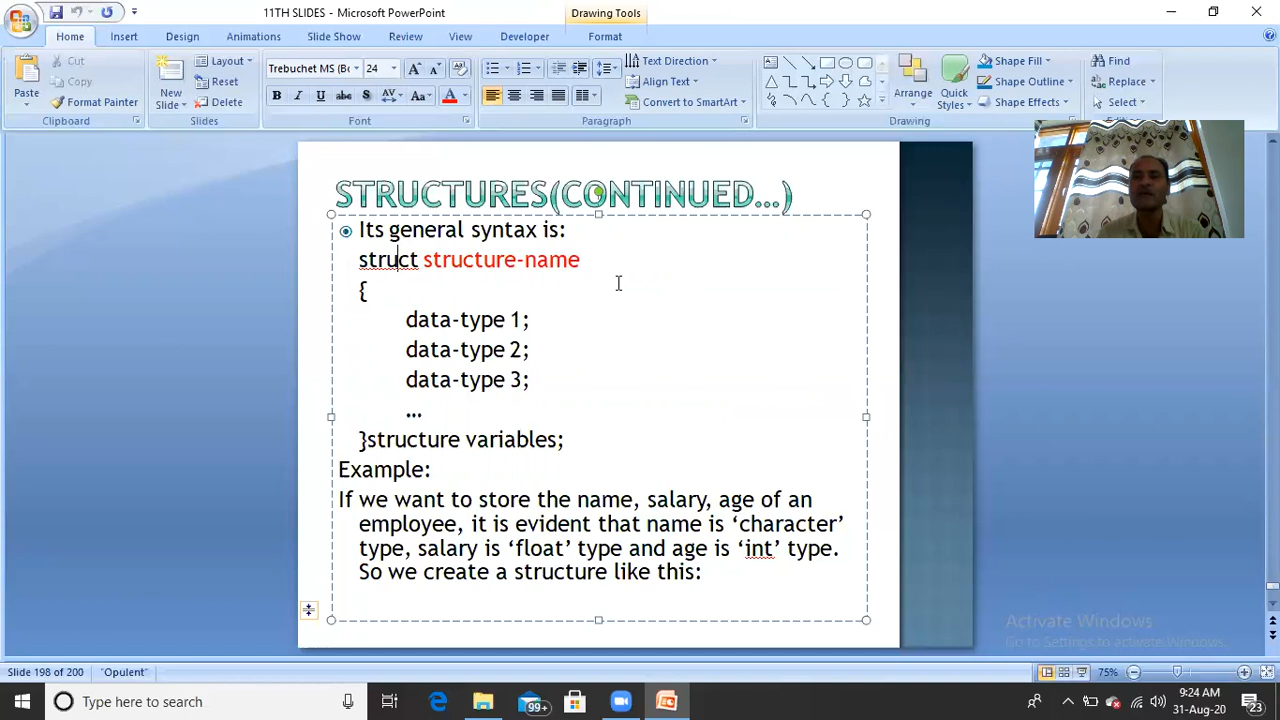 11TH SLIDES - Microsoft PowerPoint
Drawing Tools
Home Insert Design Animations Slide Show Review View Developer Format
Paste
Cut
Copy
Format Painter
Clipboard
New Slide
Layout
Reset
Delete
Slides
Trebuchet MS (B 24
B I U abc S AV Aa A
Font
Text Direction
Align Text
Convert to SmartArt
Paragraph
Arrange
Quick Styles
Shape Fill
Shape Outline
Shape Effects
Drawing
Find
Replace
Select
STRUCTURES(CONTINUED...)
Its general syntax is:
struct structure-name
{
data-type 1;
data-type 2;
data-type 3;
...
}structure variables;
Example:
If we want to store the name, salary, age of an
employee, it is evident that name is ‘character’
type, salary is ‘float’ type and age is ‘int’ type.
So we create a structure like this:
Activate Windows
Go to Settings to activate Windows.
Slide 198 of 200 "Opulent" 75%
Type here to search
99+
9:24 AM
31-Aug-20
23